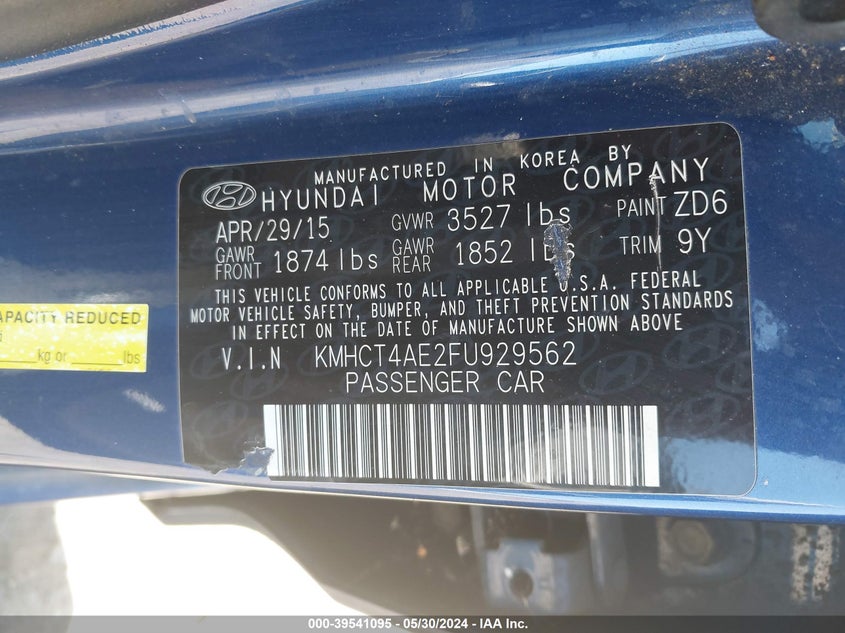 MANUFACTURED IN KOREA BY
HYUNDAI MOTOR COMPANY
APR/29/15 GVWR 3527 lbs PAINT ZD6
GAWR FRONT 1874 lbs GAWR REAR 1852 lbs TRIM 9Y
THIS VEHICLE CONFORMS TO ALL APPLICABLE U.S.A. FEDERAL
MOTOR VEHICLE SAFETY, BUMPER, AND THEFT PREVENTION STANDARDS
IN EFFECT ON THE DATE OF MANUFACTURE SHOWN ABOVE
V.I.N KMHCT4AE2FU929562
PASSENGER CAR
CAPACITY REDUCED
kg or lbs
000-39541095 - 05/30/2024 - IAA, Inc.